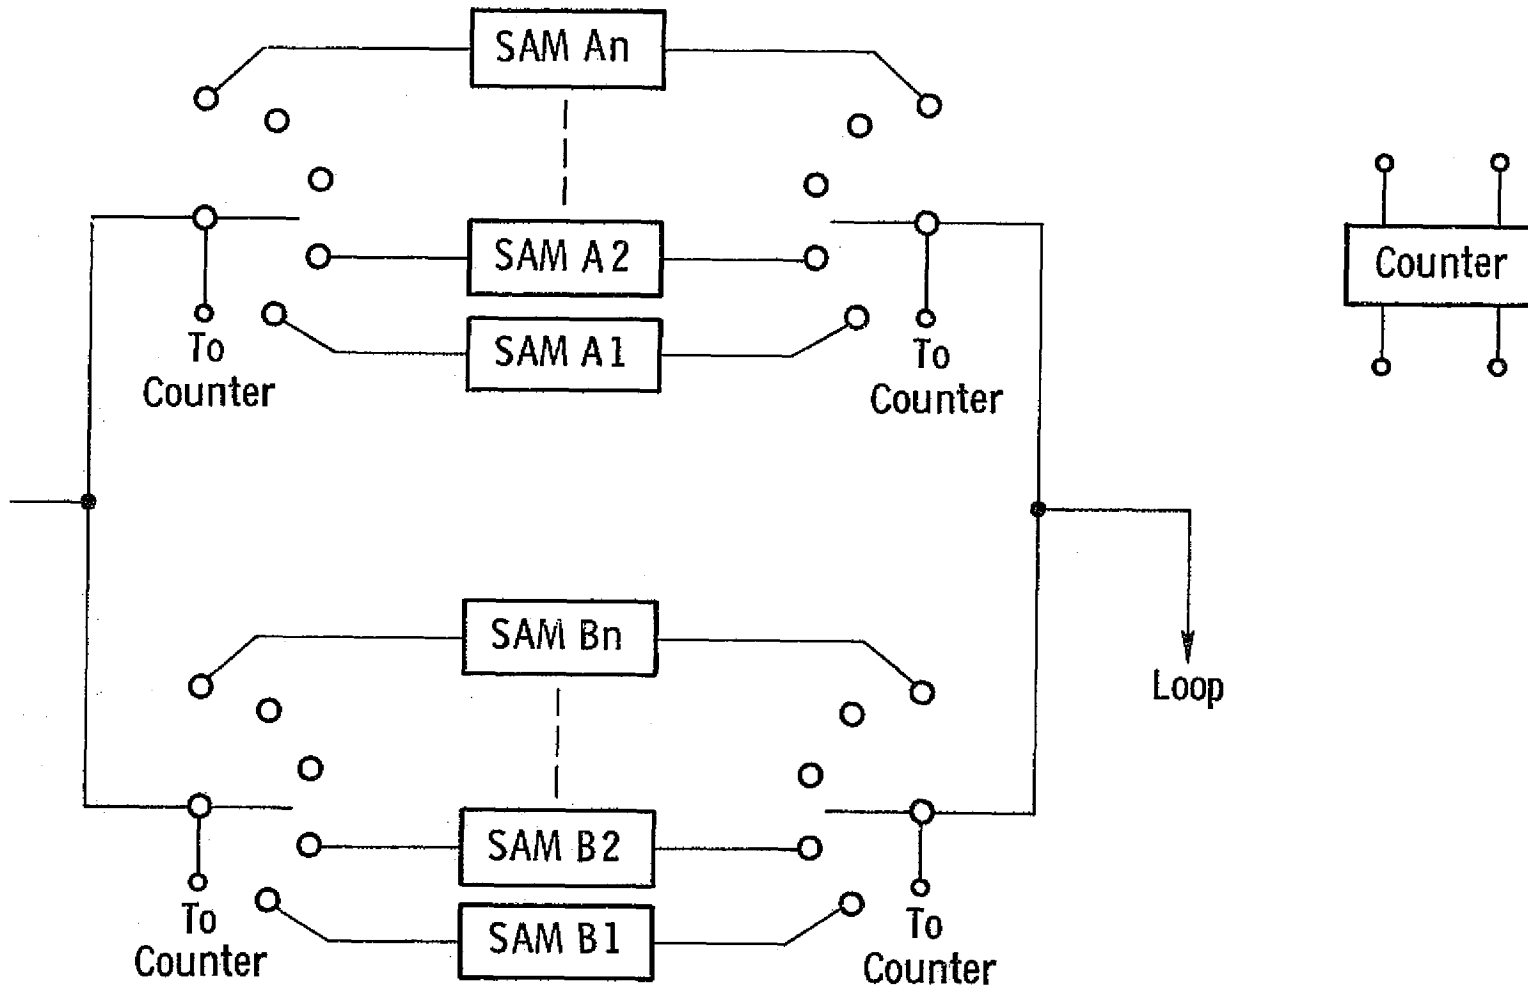 SAM An
SAM A2
SAM A1
To
Counter
To
Counter
Counter
SAM Bn
Loop
SAM B2
SAM B1
To
Counter
To
Counter